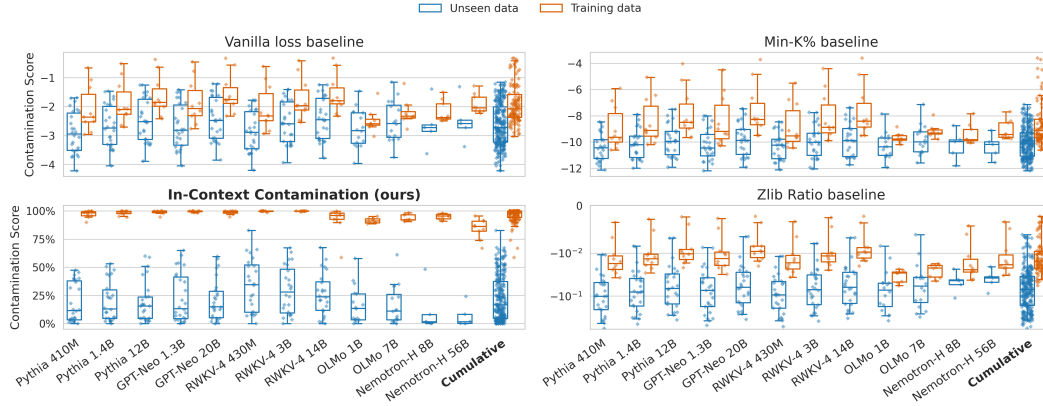 Unseen data Training data
Vanilla loss baseline
Contamination Score
−1
−2
−3
−4
Min-K% baseline
−4
−6
−8
−10
−12
In-Context Contamination (ours)
Contamination Score
100%
75%
50%
25%
0%
Pythia 410M
Pythia 1.4B
Pythia 12B
GPT-Neo 1.3B
GPT-Neo 20B
RWKV-4 430M
RWKV-4 3B
RWKV-4 14B
OLMo 1B
OLMo 7B
Nemotron-H 8B
Nemotron-H 56B
Cumulative
Zlib Ratio baseline
0
−10⁻²
−10⁻¹
Pythia 410M
Pythia 1.4B
Pythia 12B
GPT-Neo 1.3B
GPT-Neo 20B
RWKV-4 430M
RWKV-4 3B
RWKV-4 14B
OLMo 1B
OLMo 7B
Nemotron-H 8B
Nemotron-H 56B
Cumulative